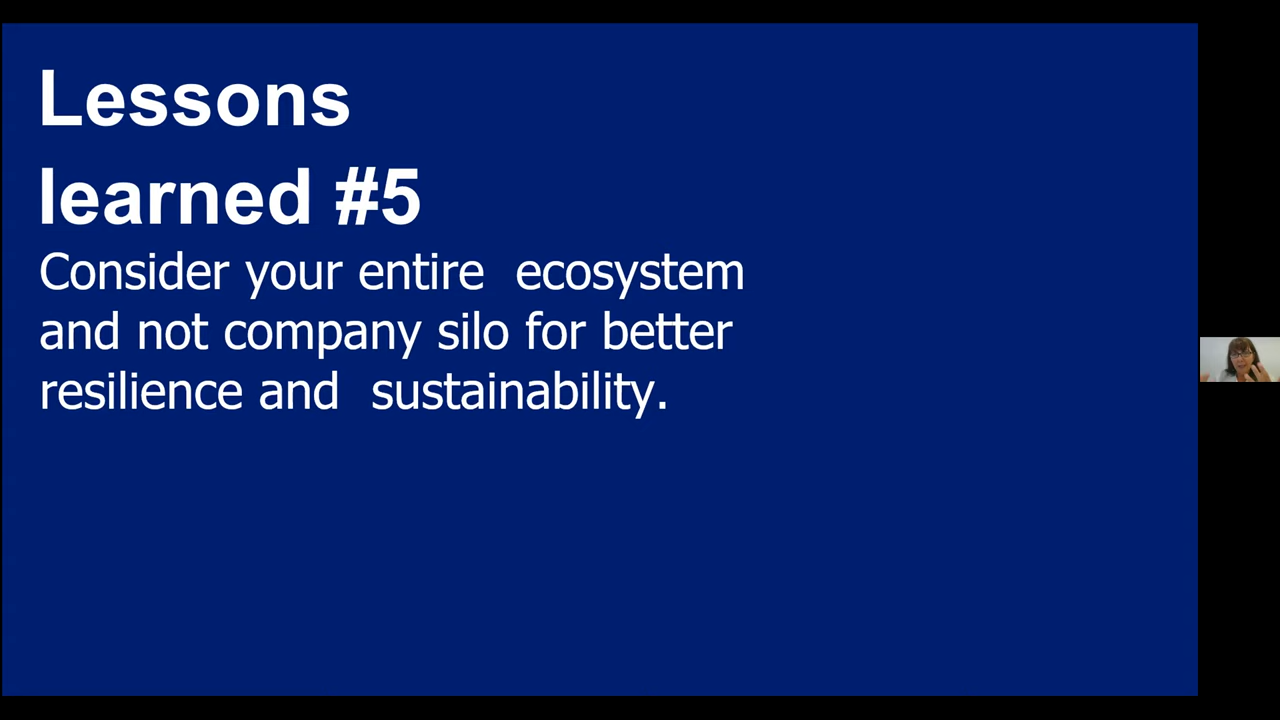 Lessons
learned #5
Consider your entire  ecosystem
and not company silo for better
resilience and  sustainability.